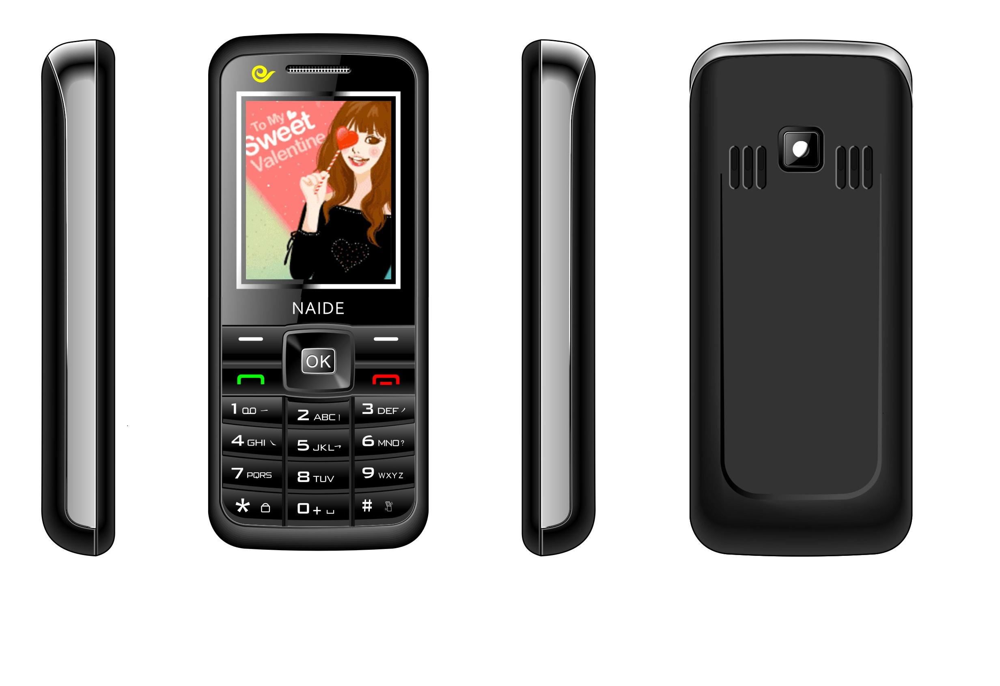 To My
Sweet
Valentine
NAIDE
OK
1 ㇐
2 ABC 丨
3 DEF ㇒
4 GHI ㇏
5 JKL ㇖
6 MNO ?
7 PQRS
8 TUV
9 WXYZ
*
0 +
#